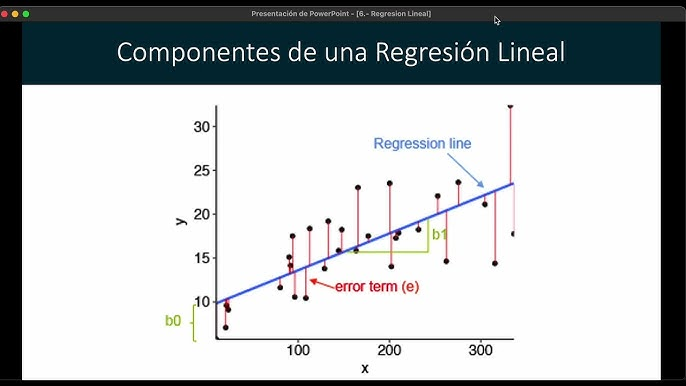 Presentación de PowerPoint - [6.- Regresion Lineal]
Componentes de una Regresión Lineal
30
25
20
15
10
y
Regression line
b1
error term (e)
b0
100
200
300
x